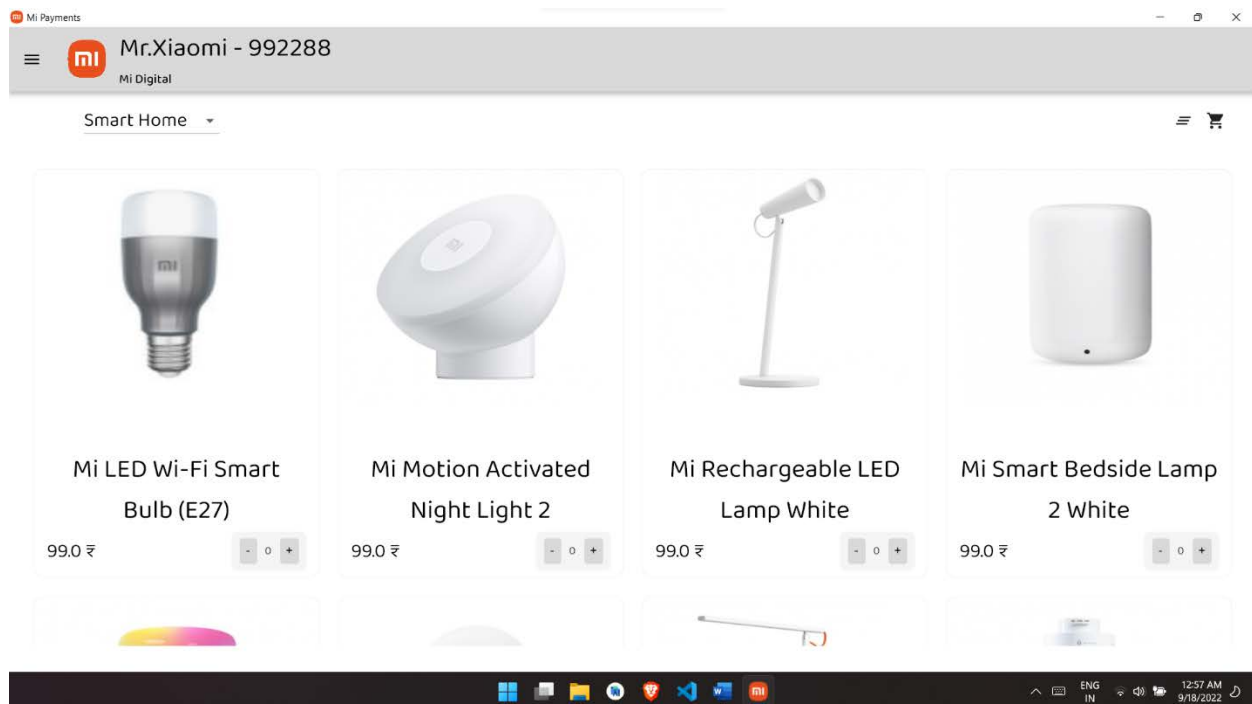 Mi Payments
Mr.Xiaomi - 992288
Mi Digital
Smart Home
Mi LED Wi-Fi Smart
Bulb (E27)
99.0 ₹
- 0 +
Mi Motion Activated
Night Light 2
99.0 ₹
- 0 +
Mi Rechargeable LED
Lamp White
99.0 ₹
- 0 +
Mi Smart Bedside Lamp
2 White
99.0 ₹
- 0 +
ENG
IN
12:57 AM
9/18/2022